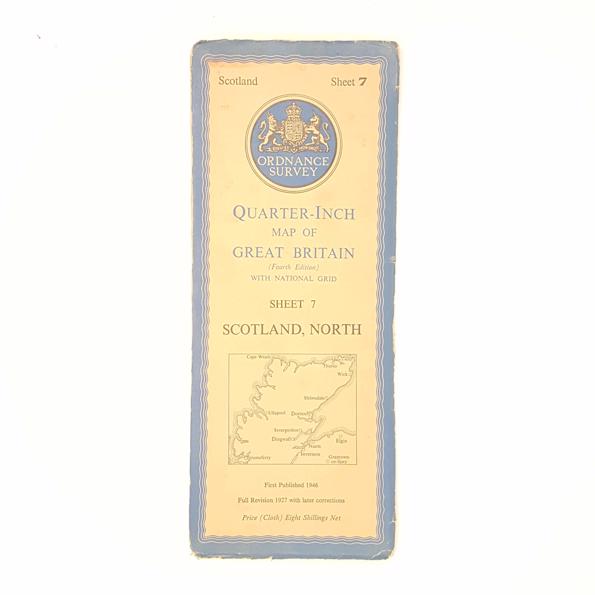 Scotland Sheet 7
ORDNANCE
SURVEY
QUARTER-INCH
MAP OF
GREAT BRITAIN
(Fourth Edition)
WITH NATIONAL GRID
SHEET 7
SCOTLAND, NORTH
Cape Wrath
Thurso
Wick
Helmsdale
Ullapool
Dornoch
Invergordon
Dingwall
Elgin
Nairn
Inverness
Grantown
on Spey
First Published 1946
Full Revision 1927 with later corrections
Price (Cloth) Eight Shillings Net